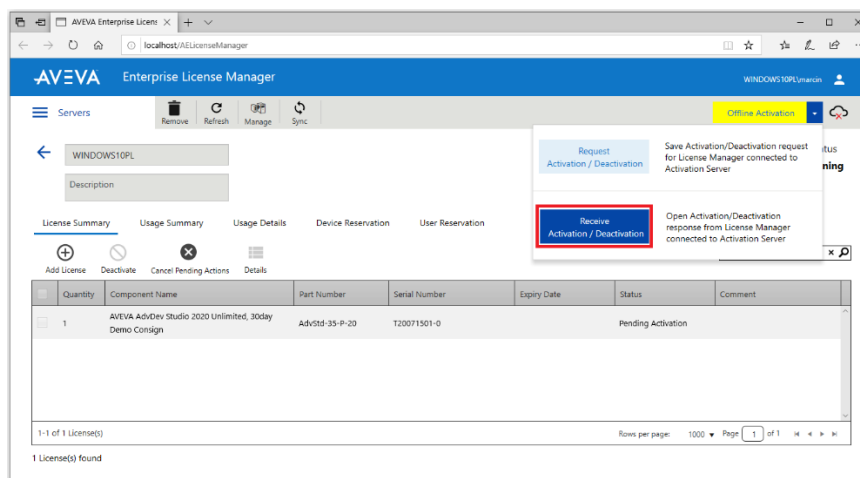 AVEVA Enterprise Licens
localhost/AELicenseManager
AVEVA Enterprise License Manager
WINDOWS10PL\marcin
Servers
Remove Refresh Manage Sync
Offline Activation
WINDOWS10PL
Description
Request
Activation / Deactivation
Save Activation/Deactivation request
for License Manager connected to
Activation Server
tus
ning
Receive
Activation / Deactivation
Open Activation/Deactivation
response from License Manager
connected to Activation Server
License Summary Usage Summary Usage Details Device Reservation User Reservation
Add License Deactivate Cancel Pending Actions Details
Quantity Component Name Part Number Serial Number Expiry Date Status Comment
1 AVEVA AdvDev Studio 2020 Unlimited, 30day
Demo Consign AdvStd-35-P-20 T20071501-0 Pending Activation
1-1 of 1 License(s)
Rows per page: 1000 Page 1 of 1
1 License(s) found